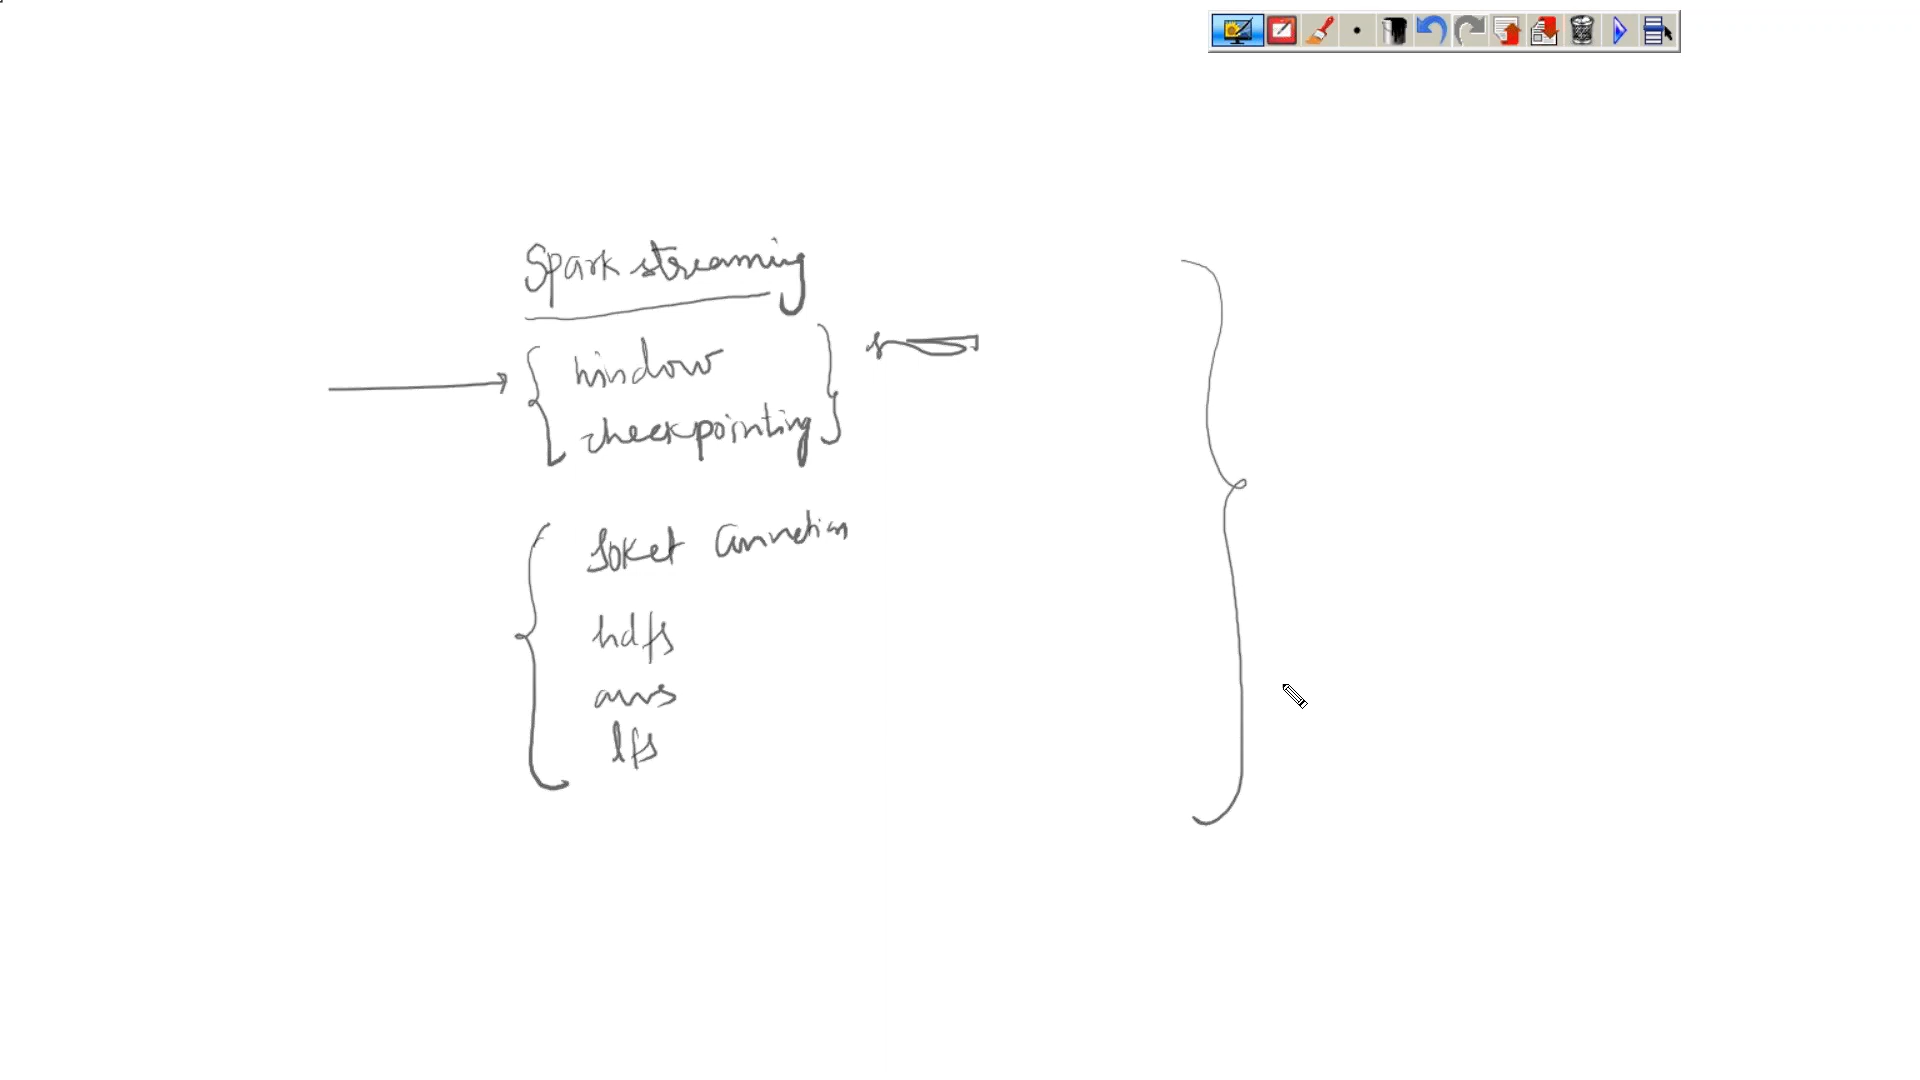 Spark streaming
window
checkpointing
Soket Connection
hdfs
aws
lfs